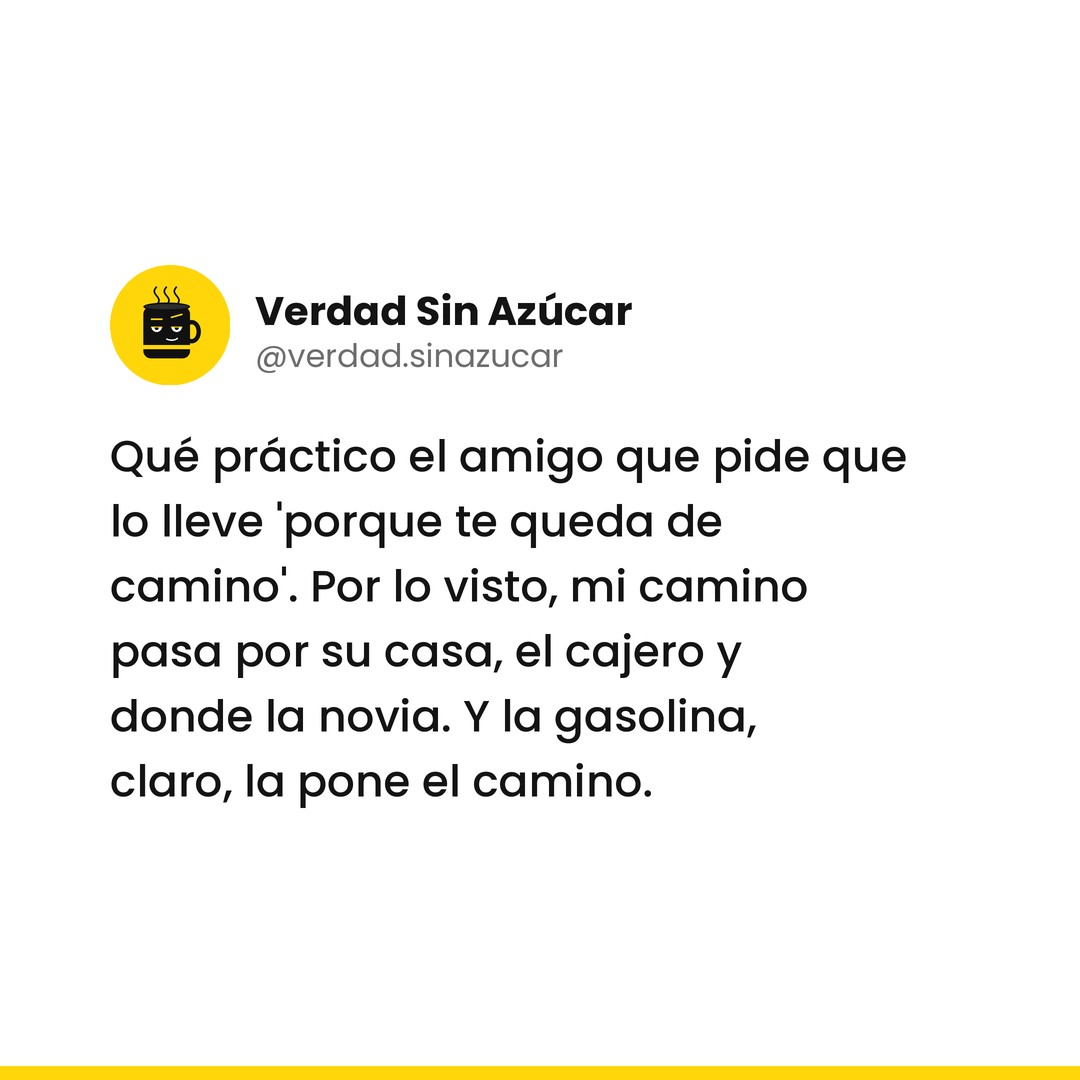 Verdad Sin Azúcar
@verdad.sinazucar
Qué práctico el amigo que pide que
lo lleve 'porque te queda de
camino'. Por lo visto, mi camino
pasa por su casa, el cajero y
donde la novia. Y la gasolina,
claro, la pone el camino.